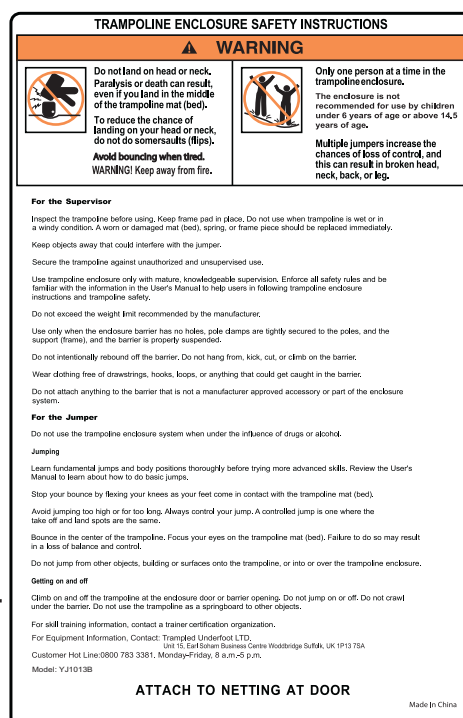 TRAMPOLINE ENCLOSURE SAFETY INSTRUCTIONS
WARNING
Do not land on head or neck.
Paralysis or death can result,
even if you land in the middle
of the trampoline mat (bed).
To reduce the chance of
landing on your head or neck,
do not do somersaults (flips).
Avoid bouncing when tired.
WARNING! Keep away from fire.
Only one person at a time in the
trampoline enclosure.
The enclosure is not
recommended for use by children
under 6 years of age or above 14,5
years of age.
Multiple jumpers increase the
chances of loss of control, and
this can result in broken head,
neck, back, or leg.
For the Supervisor
Inspect the trampoline before using. Keep frame pad in place. Do not use when trampoline is wet or in
a windy condition. A worn or damaged mat (bed), spring, or frame piece should be replaced immediately.
Keep objects away that could interfere with the jumper.
Secure the trampoline against unauthorized and unsupervised use.
Use trampoline enclosure only with mature, knowledgeable supervision. Enforce all safety rules and be
familiar with the information in the User's Manual to help users in following trampoline enclosure
instructions and trampoline safety.
Do not exceed the weight limit recommended by the manufacturer.
Use only when the enclosure barrier has no holes, pole clamps are tightly secured to the poles, and the
support (frame), and the barrier is properly suspended.
Do not intentionally rebound off the barrier. Do not hang from, kick, cut, or climb on the barrier.
Wear clothing free of drawstrings, hooks, loops, or anything that could get caught in the barrier.
Do not attach anything to the barrier that is not a manufacturer approved accessory or part of the enclosure
system.
For the Jumper
Do not use the trampoline enclosure system when under the influence of drugs or alcohol.
Jumping
Learn fundamental jumps and body positions thoroughly before trying more advanced skills. Review the User's
Manual to learn about how to do basic jumps.
Stop your bounce by flexing your knees as your feet come in contact with the trampoline mat (bed).
Avoid jumping too high or for too long. Always control your jump. A controlled jump is one where the
take off and land spots are the same.
Bounce in the center of the trampoline. Focus your eyes on the trampoline mat (bed). Failure to do so may result
in a loss of balance and control.
Do not jump from other objects, building or surfaces onto the trampoline, or into or over the trampoline enclosure.
Getting on and off
Climb on and off the trampoline at the enclosure door or barrier opening. Do not jump on or off. Do not crawl
under the barrier. Do not use the trampoline as a springboard to other objects.
For skill training information, contact a trainer certification organization.
For Equipment Information, Contact: Trampled Underfoot LTD.
Unit 15, Earl Soham Business Centre Woddbridge Suffolk, UK 1P13 7SA
Customer Hot Line:0800 783 3381. Monday-Friday, 8 a.m.-5 p.m.
Model: YJ1013B
ATTACH TO NETTING AT DOOR
Made In China